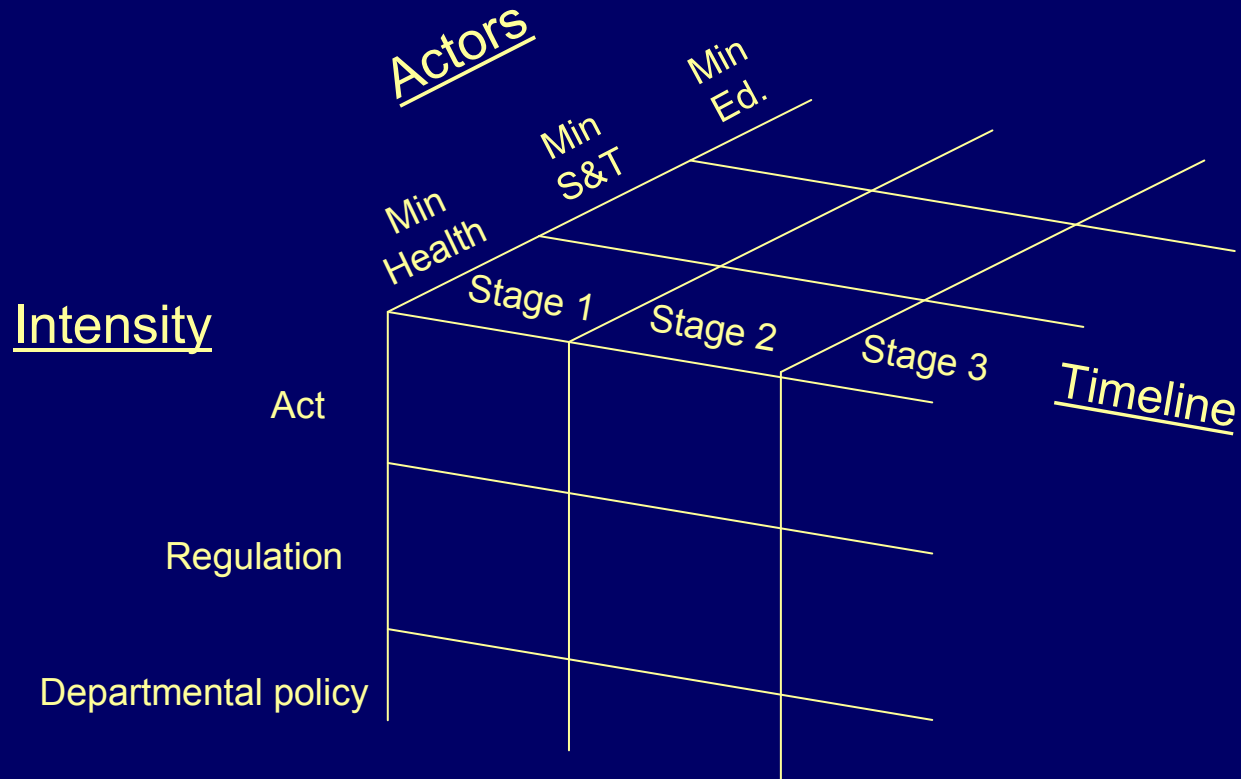 Actors
Min
Ed.
Min
S&T
Min
Health
Stage 1
Stage 2
Stage 3
Timeline
Intensity
Act
Regulation
Departmental policy